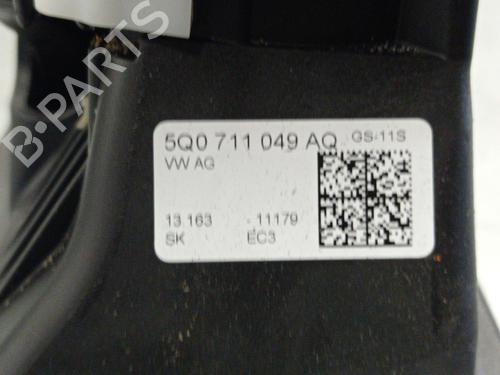 5Q0 711 049 AQ GS-11S
VW AG
13.163 - 11179
SK EC3
B-Parts